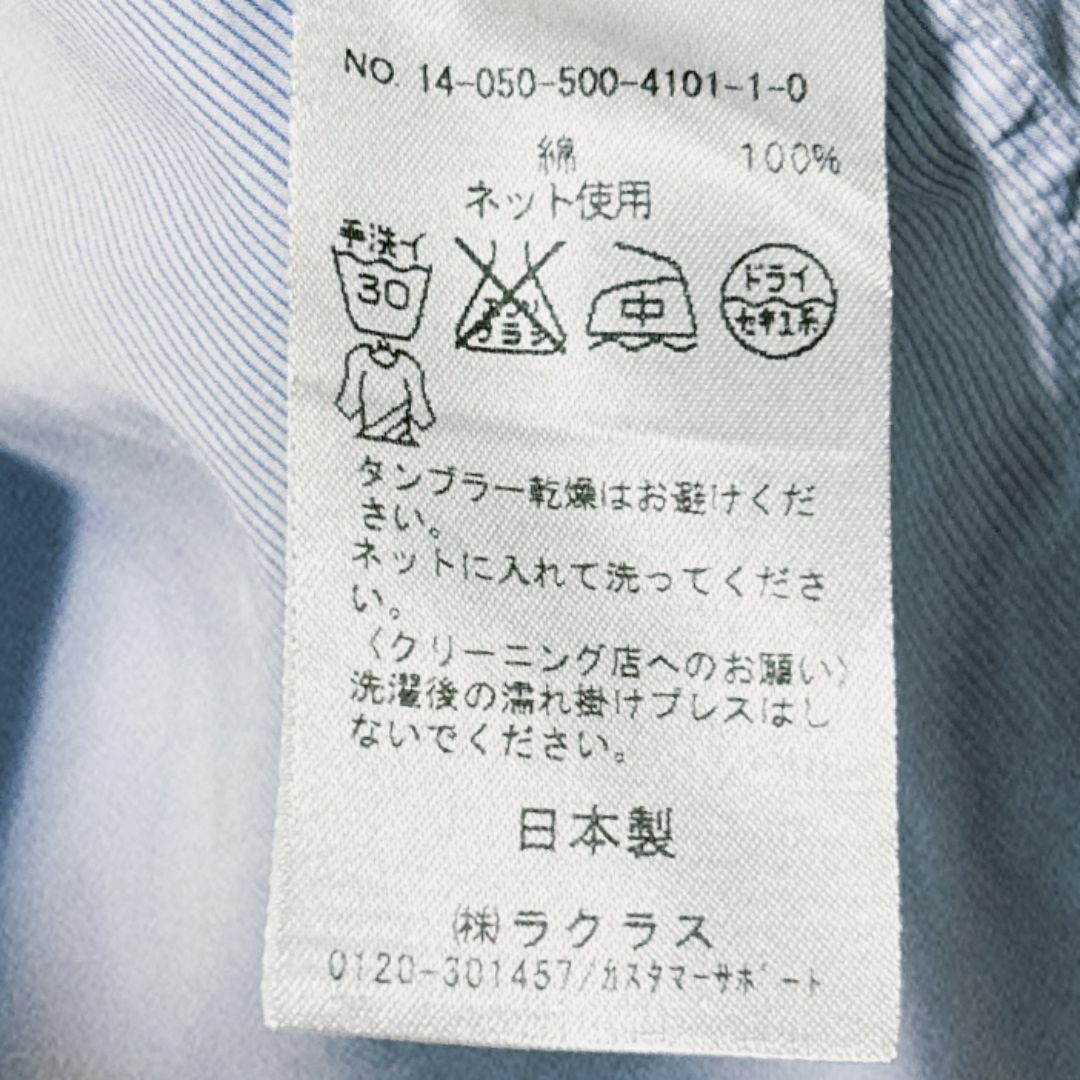 NO. 14-050-500-4101-1-0
綿 100%
ネット使用
手洗イ
30
エンソ
サラシ
中
ドライ
セキユ系
タンブラー乾燥はお避けくだ
さい。
ネットに入れて洗ってくださ
い。
〈クリーニング店へのお願い〉
洗濯後の濡れ掛けプレスはし
ないでください。
日本製
㈱ラクラス
0120-301457/カスタマーサポート